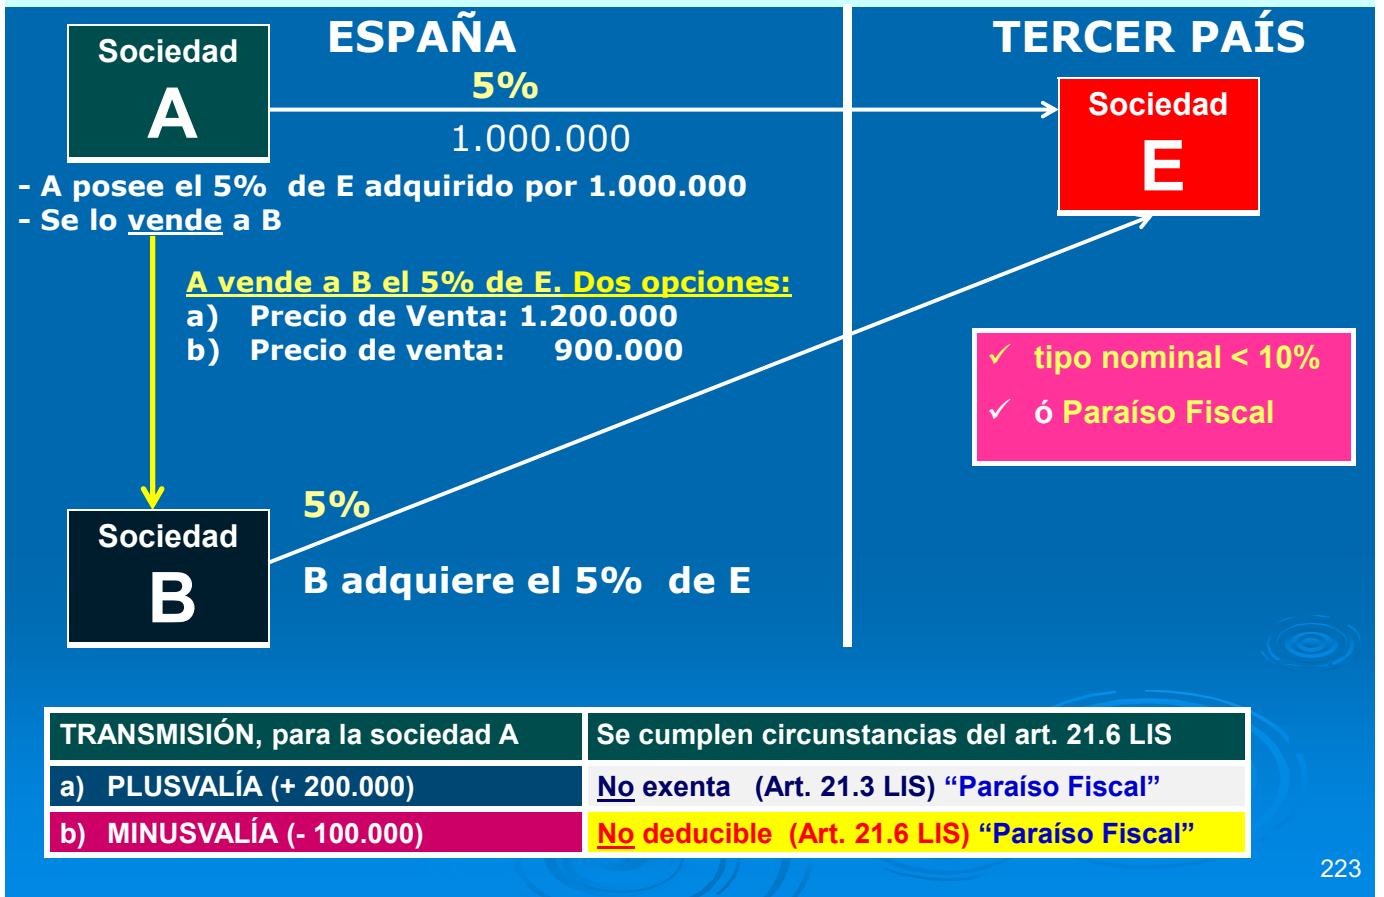 ESPAÑA
TERCER PAÍS
Sociedad
A
5%
1.000.000
Sociedad
E
- A posee el 5% de E adquirido por 1.000.000
- Se lo vende a B
A vende a B el 5% de E. Dos opciones:
a) Precio de Venta: 1.200.000
b) Precio de venta: 900.000
✓ tipo nominal < 10%
✓ ó Paraíso Fiscal
5%
Sociedad
B
B adquiere el 5% de E
TRANSMISIÓN, para la sociedad A
Se cumplen circunstancias del art. 21.6 LIS
a) PLUSVALÍA (+ 200.000)
No exenta (Art. 21.3 LIS) “Paraíso Fiscal”
b) MINUSVALÍA (- 100.000)
No deducible (Art. 21.6 LIS) “Paraíso Fiscal”
223